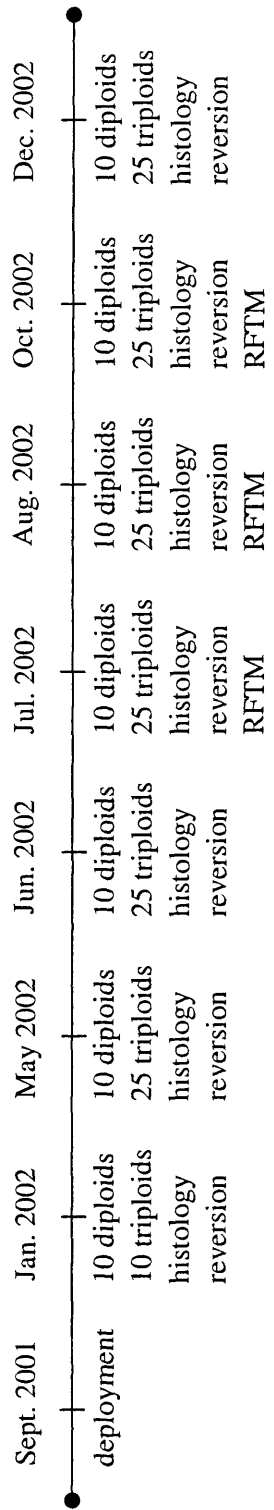 Sept. 2001
deployment
Jan. 2002
10 diploids
10 triploids
histology
reversion
May 2002
10 diploids
25 triploids
histology
reversion
Jun. 2002
10 diploids
25 triploids
histology
reversion
Jul. 2002
10 diploids
25 triploids
histology
reversion
RFTM
Aug. 2002
10 diploids
25 triploids
histology
reversion
RFTM
Oct. 2002
10 diploids
25 triploids
histology
reversion
RFTM
Dec. 2002
10 diploids
25 triploids
histology
reversion